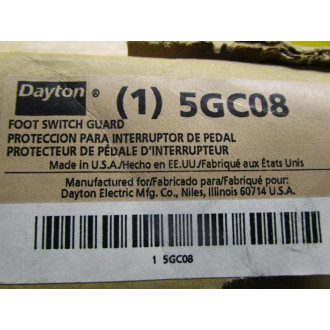 Dayton® (1) 5GC08
FOOT SWITCH GUARD
PROTECCION PARA INTERRUPTOR DE PEDAL
PROTECTEUR DE PÉDALE D'INTERRUPTEUR
Made in U.S.A./Hecho en EE.UU./Fabriqué aux États Unis
Manufactured for/Fabricado para/Fabriqué pour:
Dayton Electric Mfg. Co., Niles, Illinois 60714 U.S.A.
1 5GC08